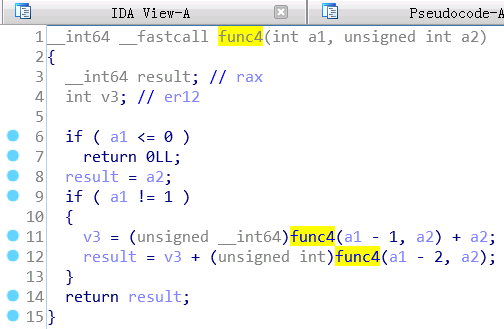 IDA View-A Pseudocode-A
1 __int64 __fastcall func4(int a1, unsigned int a2)
2 {
3 __int64 result; // rax
4 int v3; // er12
5
6 if ( a1 <= 0 )
7 return 0LL;
8 result = a2;
9 if ( a1 != 1 )
10 {
11 v3 = (unsigned __int64)func4(a1 - 1, a2) + a2;
12 result = v3 + (unsigned int)func4(a1 - 2, a2);
13 }
14 return result;
15 }